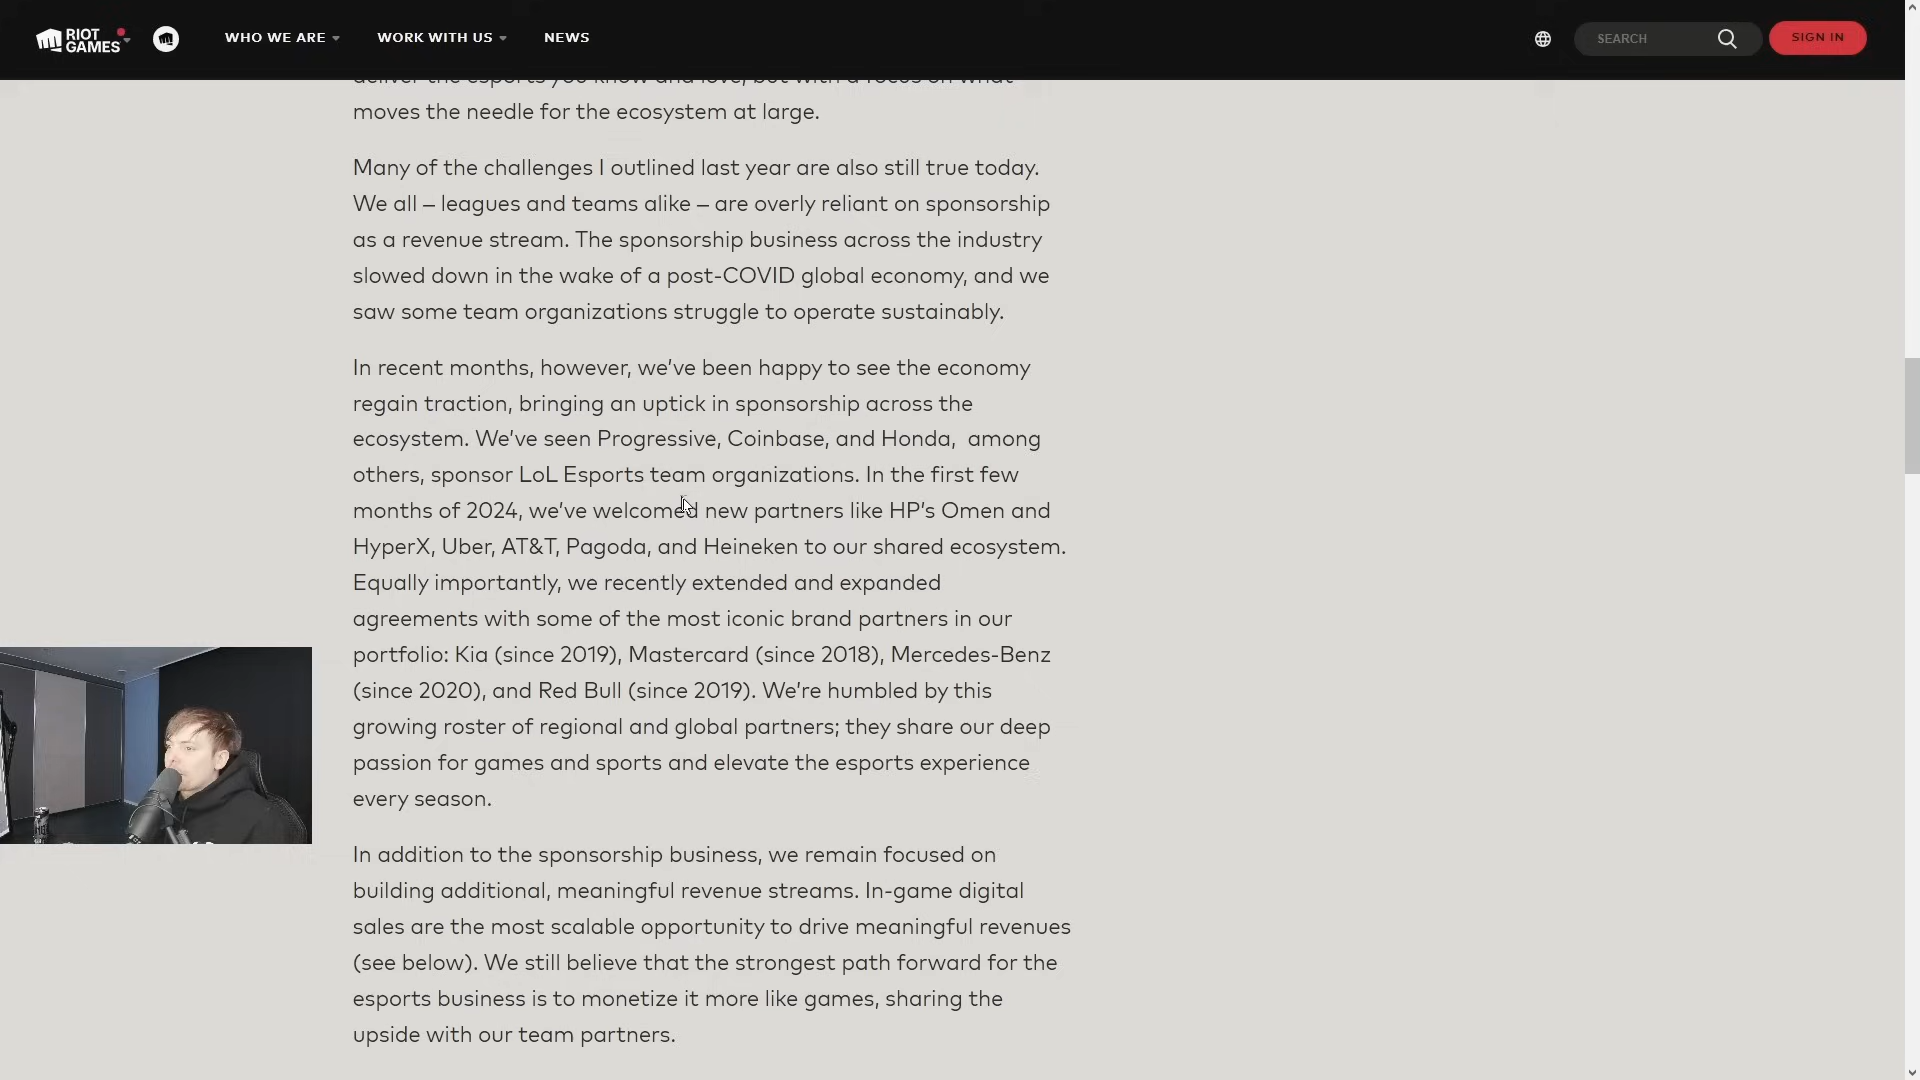 RIOT
GAMES
WHO WE ARE
WORK WITH US
NEWS
SEARCH
SIGN IN
deliver the esports you know and love, but with a focus on what
moves the needle for the ecosystem at large.
Many of the challenges I outlined last year are also still true today.
We all – leagues and teams alike – are overly reliant on sponsorship
as a revenue stream. The sponsorship business across the industry
slowed down in the wake of a post-COVID global economy, and we
saw some team organizations struggle to operate sustainably.
In recent months, however, we’ve been happy to see the economy
regain traction, bringing an uptick in sponsorship across the
ecosystem. We’ve seen Progressive, Coinbase, and Honda,  among
others, sponsor LoL Esports team organizations. In the first few
months of 2024, we’ve welcomed new partners like HP’s Omen and
HyperX, Uber, AT&T, Pagoda, and Heineken to our shared ecosystem.
Equally importantly, we recently extended and expanded
agreements with some of the most iconic brand partners in our
portfolio: Kia (since 2019), Mastercard (since 2018), Mercedes-Benz
(since 2020), and Red Bull (since 2019). We’re humbled by this
growing roster of regional and global partners; they share our deep
passion for games and sports and elevate the esports experience
every season.
In addition to the sponsorship business, we remain focused on
building additional, meaningful revenue streams. In-game digital
sales are the most scalable opportunity to drive meaningful revenues
(see below). We still believe that the strongest path forward for the
esports business is to monetize it more like games, sharing the
upside with our team partners.